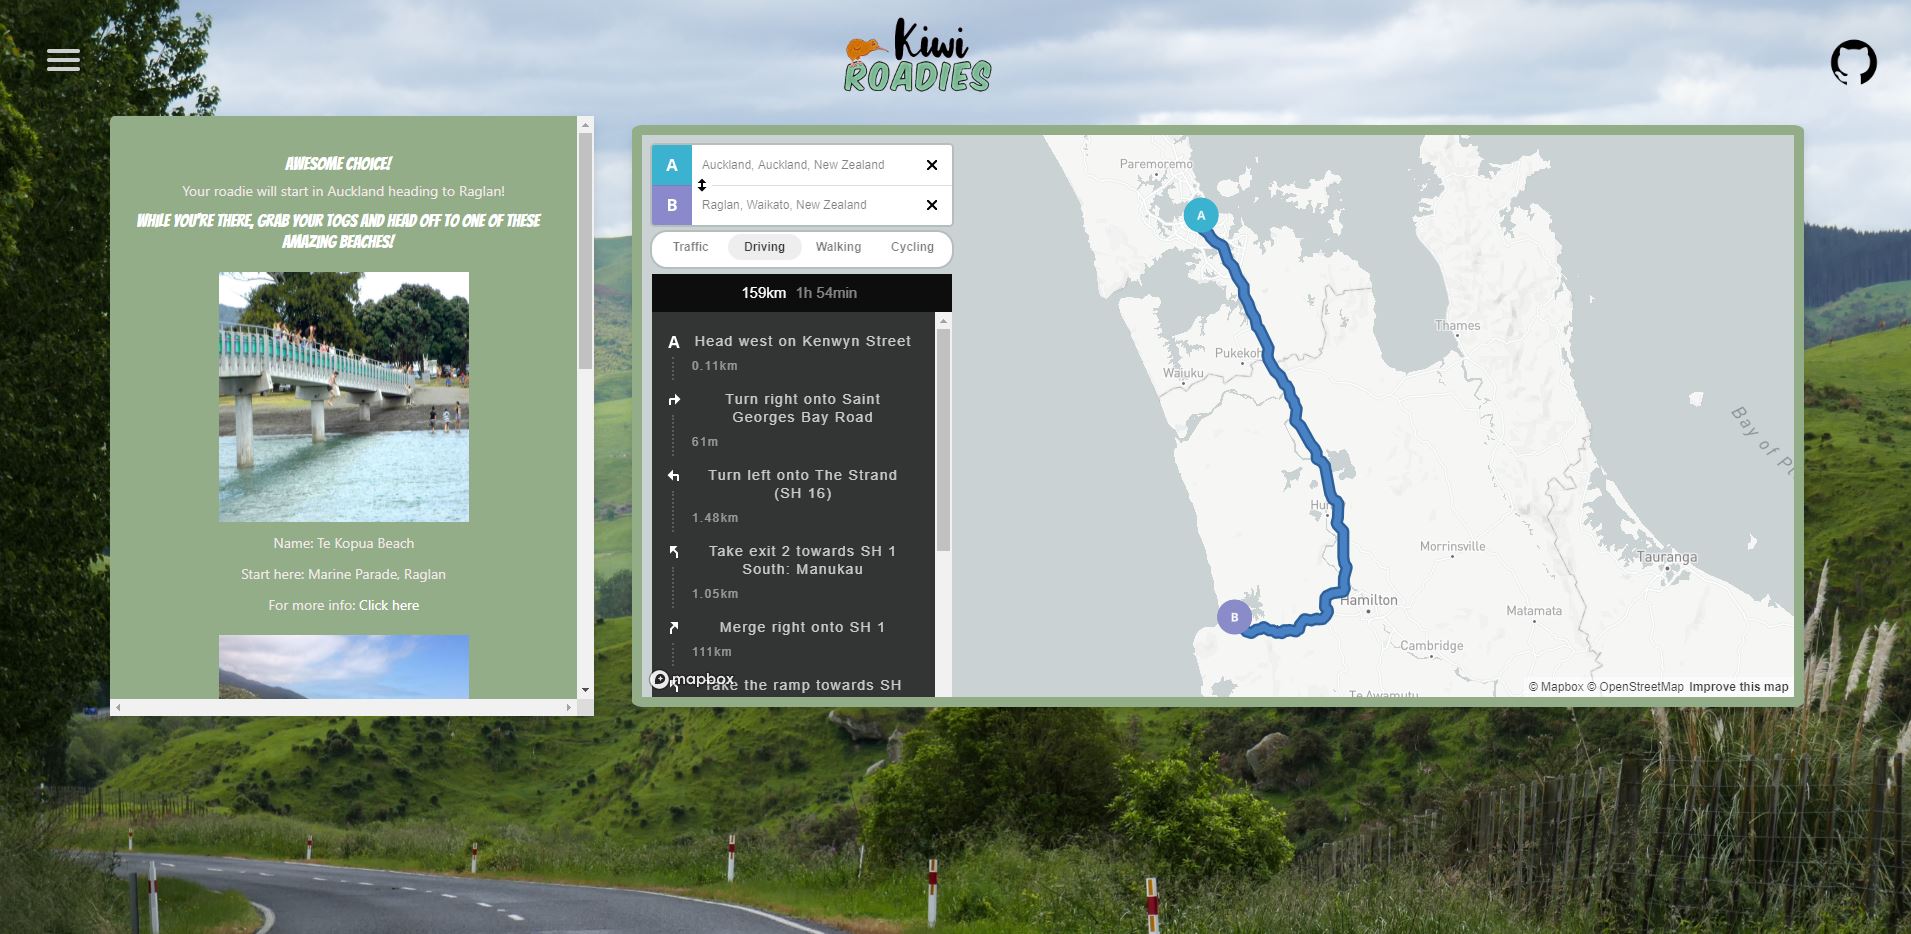 Kiwi
ROADIES
AWESOME CHOICE!
Your roadie will start in Auckland heading to Raglan!
WHILE YOU'RE THERE, GRAB YOUR TOGS AND HEAD OFF TO ONE OF THESE
AMAZING BEACHES!
Name: Te Kopua Beach
Start here: Marine Parade, Raglan
For more info: Click here
A Auckland, Auckland, New Zealand
B Raglan, Waikato, New Zealand
Traffic Driving Walking Cycling
159km 1h 54min
A Head west on Kenwyn Street
0.11km
Turn right onto Saint
Georges Bay Road
61m
Turn left onto The Strand
(SH 16)
1.48km
Take exit 2 towards SH 1
South: Manukau
1.05km
Merge right onto SH 1
111km
Take the ramp towards SH
mapbox
Paremoremo
A
Thames
Pukekoh
Waiuku
Bay of Pl
Hun
Morrinsville
Tauranga
Hamilton
Matamata
B
Cambridge
Te Awamutu
© Mapbox © OpenStreetMap Improve this map